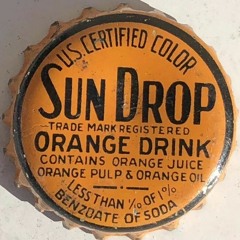 U.S. CERTIFIED COLOR
SUN DROP
TRADE MARK REGISTERED
ORANGE DRINK
CONTAINS ORANGE JUICE
ORANGE PULP & ORANGE OIL
LESS THAN 1/10 OF 1%
BENZOATE OF SODA